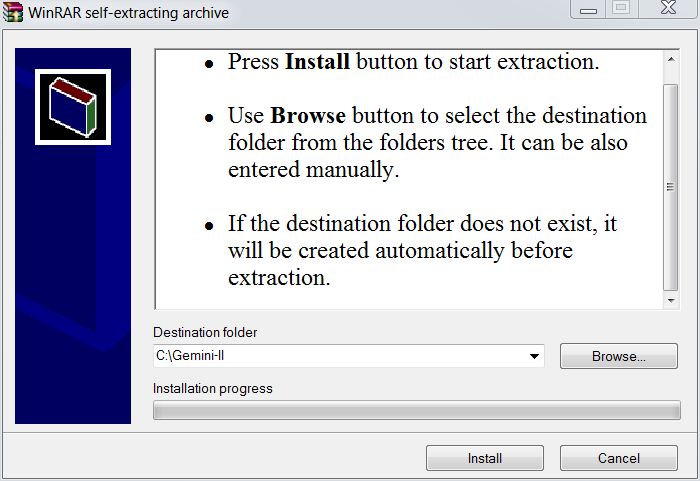 WinRAR self-extracting archive
• Press Install button to start extraction.
• Use Browse button to select the destination
folder from the folders tree. It can be also
entered manually.
• If the destination folder does not exist, it
will be created automatically before
extraction.
Destination folder
C:\Gemini-II
Browse...
Installation progress
Install
Cancel